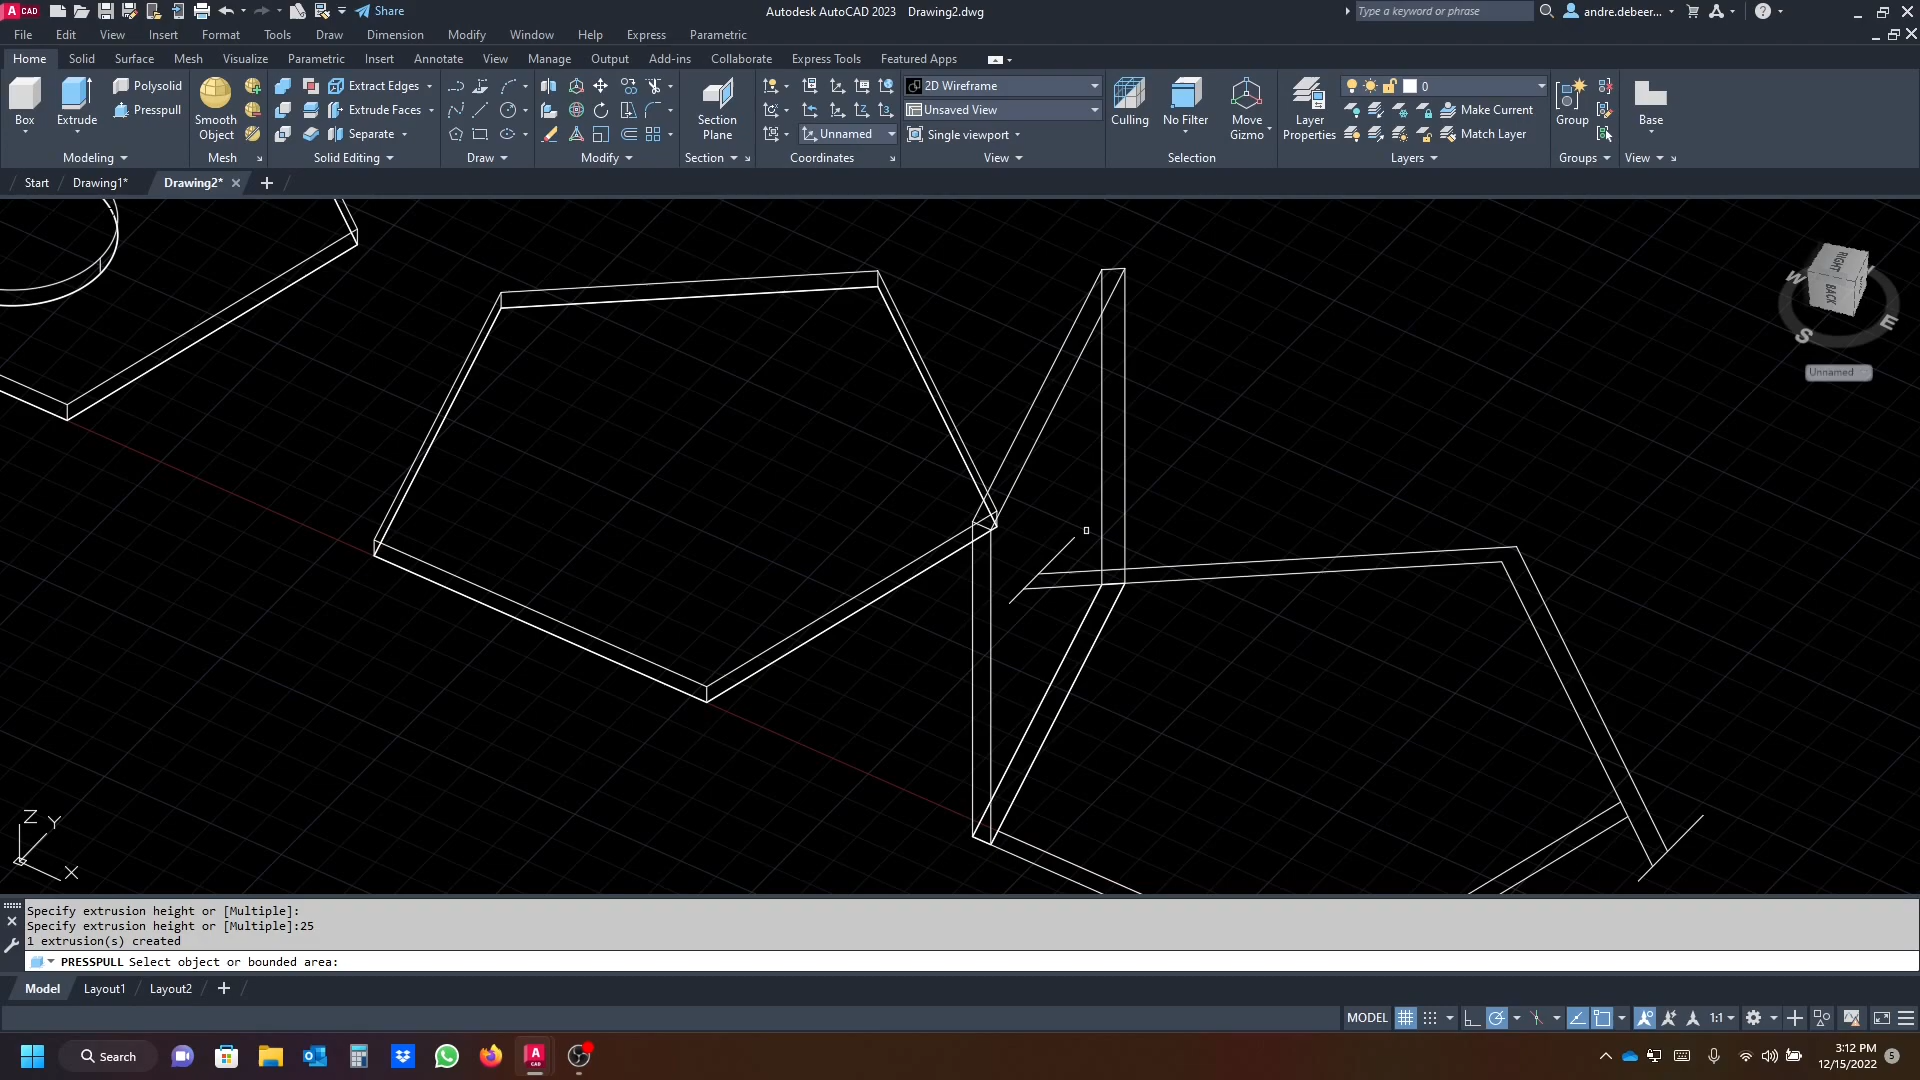 A CAD Share Autodesk AutoCAD 2023 Drawing2.dwg Type a keyword or phrase andre.debeer... ?
File Edit View Insert Format Tools Draw Dimension Modify Window Help Express Parametric
Home Solid Surface Mesh Visualize Parametric Insert Annotate View Manage Output Add-ins Collaborate Express Tools Featured Apps
Box Extrude Polysolid Presspull
Modeling
Smooth Object
Mesh
Extract Edges
Extrude Faces
Separate
Solid Editing
Draw
Modify
Section Plane
Section
Unnamed
Coordinates
2D Wireframe
Unsaved View
Single viewport
View
Culling No Filter Move Gizmo
Selection
Layer Properties
0
Make Current
Match Layer
Layers
Group
Groups
Base
View
Start Drawing1* Drawing2*
RIGHT
BACK
W
S
E
Unnamed
Z
Y
X
Specify extrusion height or [Multiple]:
Specify extrusion height or [Multiple]:25
1 extrusion(s) created
PRESSPULL Select object or bounded area:
Model Layout1 Layout2
MODEL 1:1
Search
A
CAD
3:12 PM
12/15/2022
5